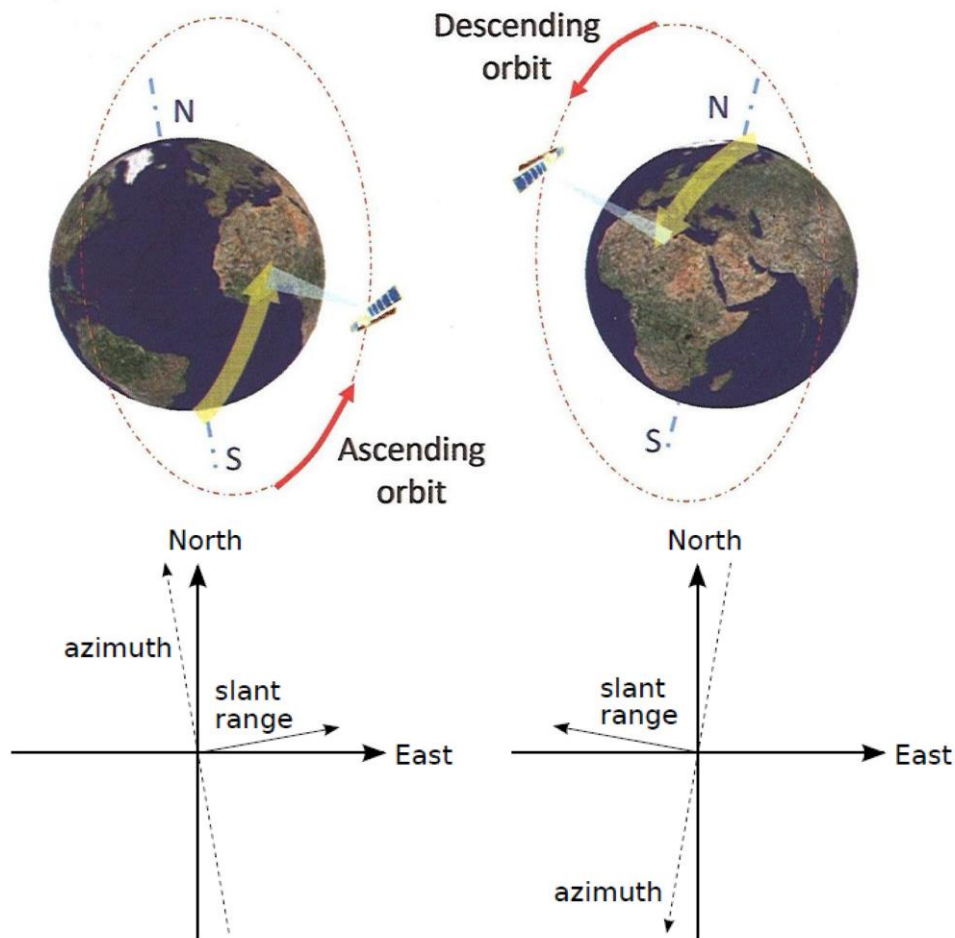 Descending
orbit
N
N
S
Ascending
orbit
S
North
azimuth
slant
range
East
North
slant
range
East
azimuth